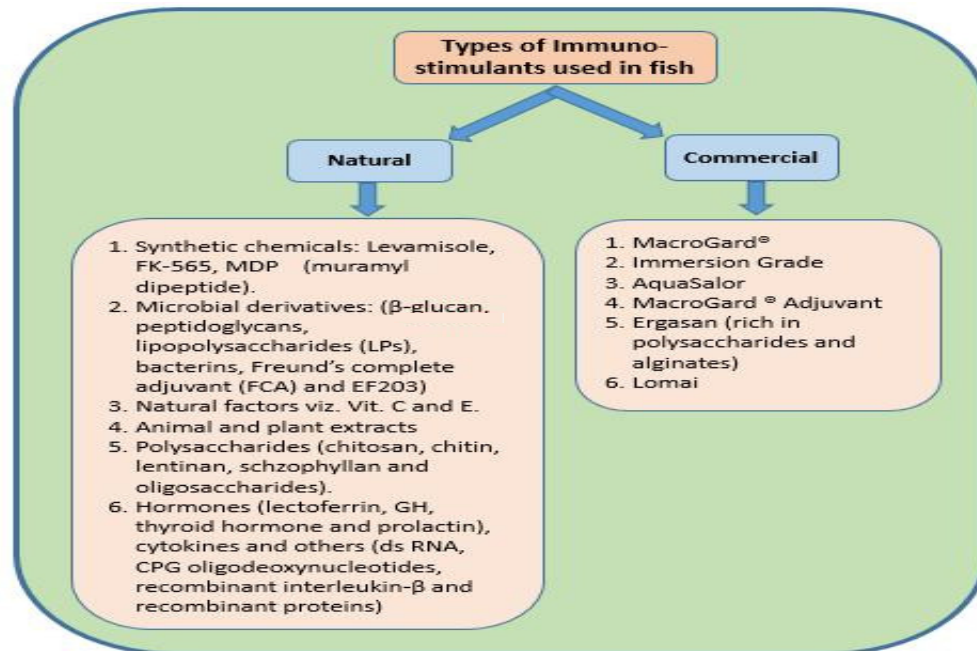 Types of Immuno-
stimulants used in fish
Natural
Commercial
1. Synthetic chemicals: Levamisole,
FK-565, MDP (muramyl
dipeptide).
2. Microbial derivatives: (β-glucan,
peptidoglycans,
lipopolysaccharides (LPs),
bacterins, Freund's complete
adjuvant (FCA) and EF203)
3. Natural factors viz. Vit. C and E.
4. Animal and plant extracts
5. Polysaccharides (chitosan, chitin,
lentinan, schzophyllan and
oligosaccharides).
6. Hormones (lectoferrin, GH,
thyroid hormone and prolactin),
cytokines and others (ds RNA,
CPG oligodeoxynucleotides,
recombinant interleukin-β and
recombinant proteins)
1. MacroGard®
2. Immersion Grade
3. AquaSalor
4. MacroGard ® Adjuvant
5. Ergasan (rich in
polysaccharides and
alginates)
6. Lomai